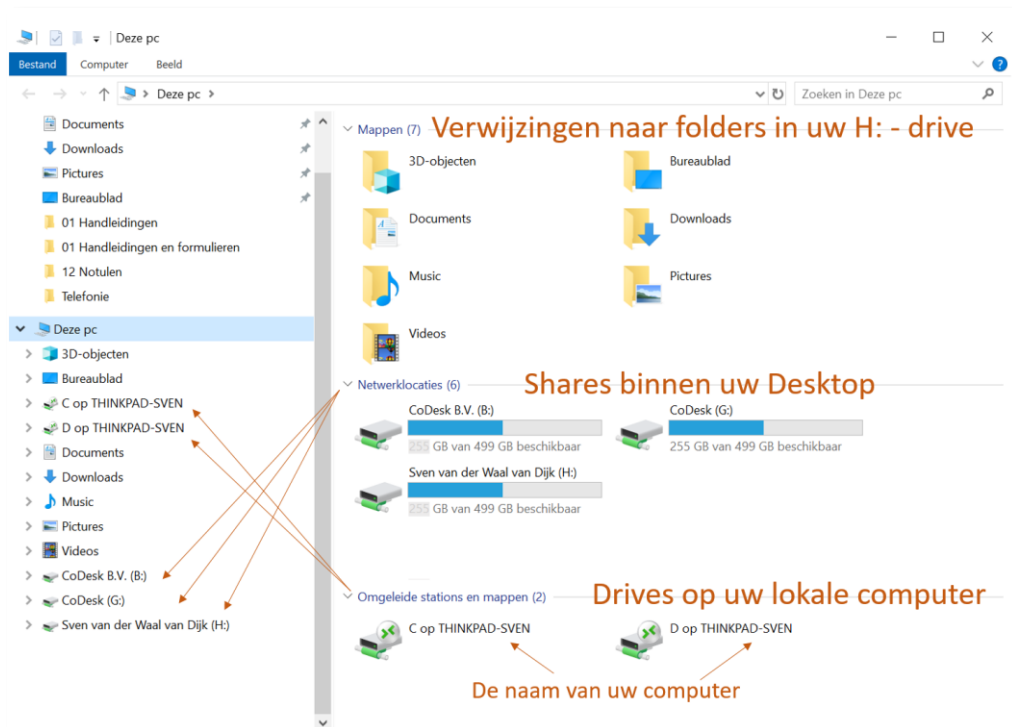 Deze pc
Bestand Computer Beeld
Deze pc
Zoeken in Deze pc
Documents
Downloads
Pictures
Bureaublad
01 Handleidingen
01 Handleidingen en formulieren
12 Notulen
Telefonie
Deze pc
3D-objecten
Bureaublad
C op THINKPAD-SVEN
D op THINKPAD-SVEN
Documents
Downloads
Music
Pictures
Videos
CoDesk B.V. (B:)
CoDesk (G:)
Sven van der Waal van Dijk (H:)
Mappen (7) Verwijzingen naar folders in uw H: - drive
3D-objecten Bureaublad
Documents Downloads
Music Pictures
Videos
Netwerklocaties (6) Shares binnen uw Desktop
CoDesk B.V. (B:) CoDesk (G:)
255 GB van 499 GB beschikbaar 255 GB van 499 GB beschikbaar
Sven van der Waal van Dijk (H:)
255 GB van 499 GB beschikbaar
Omgeleide stations en mappen (2) Drives op uw lokale computer
C op THINKPAD-SVEN D op THINKPAD-SVEN
De naam van uw computer